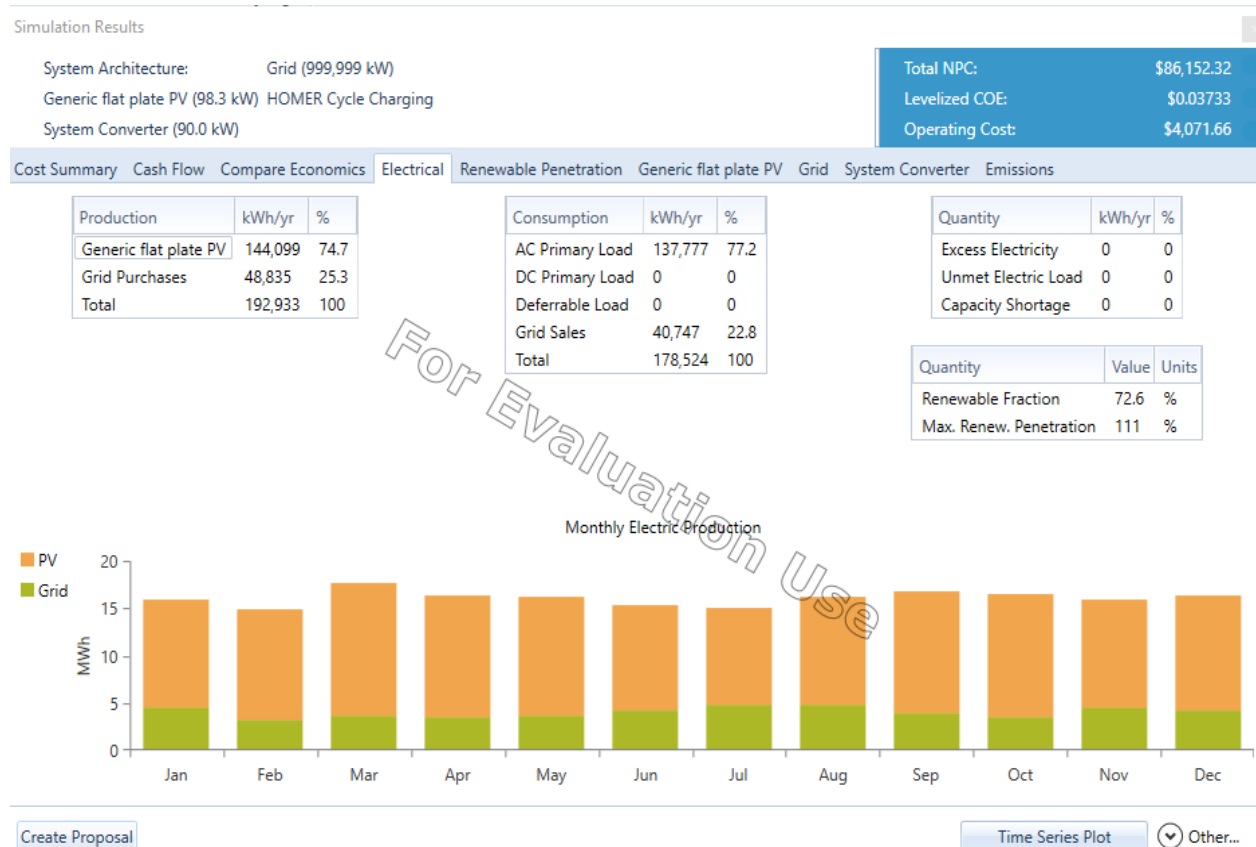 Simulation Results
System Architecture: Grid (999,999 kW)
Generic flat plate PV (98.3 kW) HOMER Cycle Charging
System Converter (90.0 kW)
Total NPC: $86,152.32
Levelized COE: $0.03733
Operating Cost: $4,071.66
Cost Summary Cash Flow Compare Economics Electrical Renewable Penetration Generic flat plate PV Grid System Converter Emissions
Production kWh/yr %
Generic flat plate PV 144,099 74.7
Grid Purchases 48,835 25.3
Total 192,933 100
Consumption kWh/yr %
AC Primary Load 137,777 77.2
DC Primary Load 0 0
Deferrable Load 0 0
Grid Sales 40,747 22.8
Total 178,524 100
Quantity kWh/yr %
Excess Electricity 0 0
Unmet Electric Load 0 0
Capacity Shortage 0 0
Quantity Value Units
Renewable Fraction 72.6 %
Max. Renew. Penetration 111 %
For Evaluation Use
Monthly Electric Production
PV
Grid
MWh
20
15
10
5
0
Jan Feb Mar Apr May Jun Jul Aug Sep Oct Nov Dec
Create Proposal
Time Series Plot
Other...